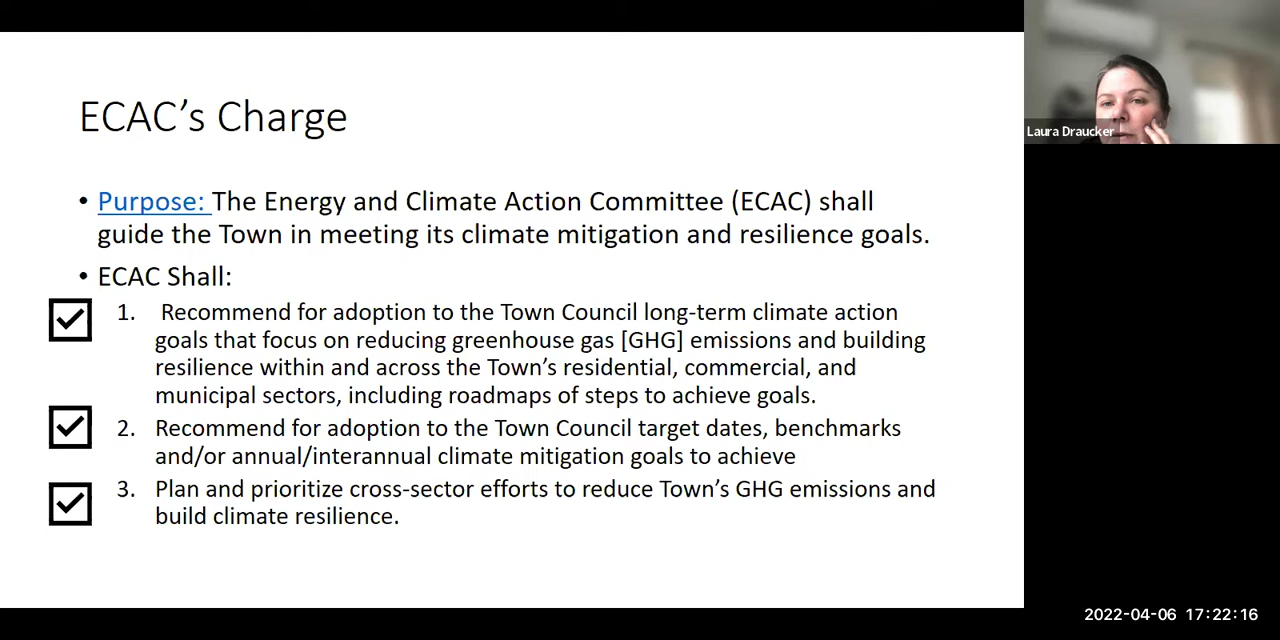 ECAC’s Charge
• Purpose: The Energy and Climate Action Committee (ECAC) shall
guide the Town in meeting its climate mitigation and resilience goals.
• ECAC Shall:
1. Recommend for adoption to the Town Council long-term climate action
goals that focus on reducing greenhouse gas [GHG] emissions and building
resilience within and across the Town’s residential, commercial, and
municipal sectors, including roadmaps of steps to achieve goals.
2. Recommend for adoption to the Town Council target dates, benchmarks
and/or annual/interannual climate mitigation goals to achieve
3. Plan and prioritize cross-sector efforts to reduce Town’s GHG emissions and
build climate resilience.
Laura Draucker
2022-04-06 17:22:16